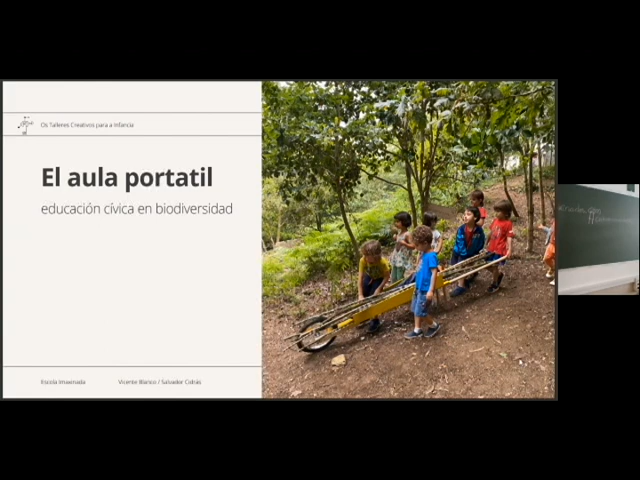 Os Talleres Creativos para a Infancia
El aula portatil
educación cívica en biodiversidad
Escola Imaxinada
Vicente Blanco / Salvador Cidrás